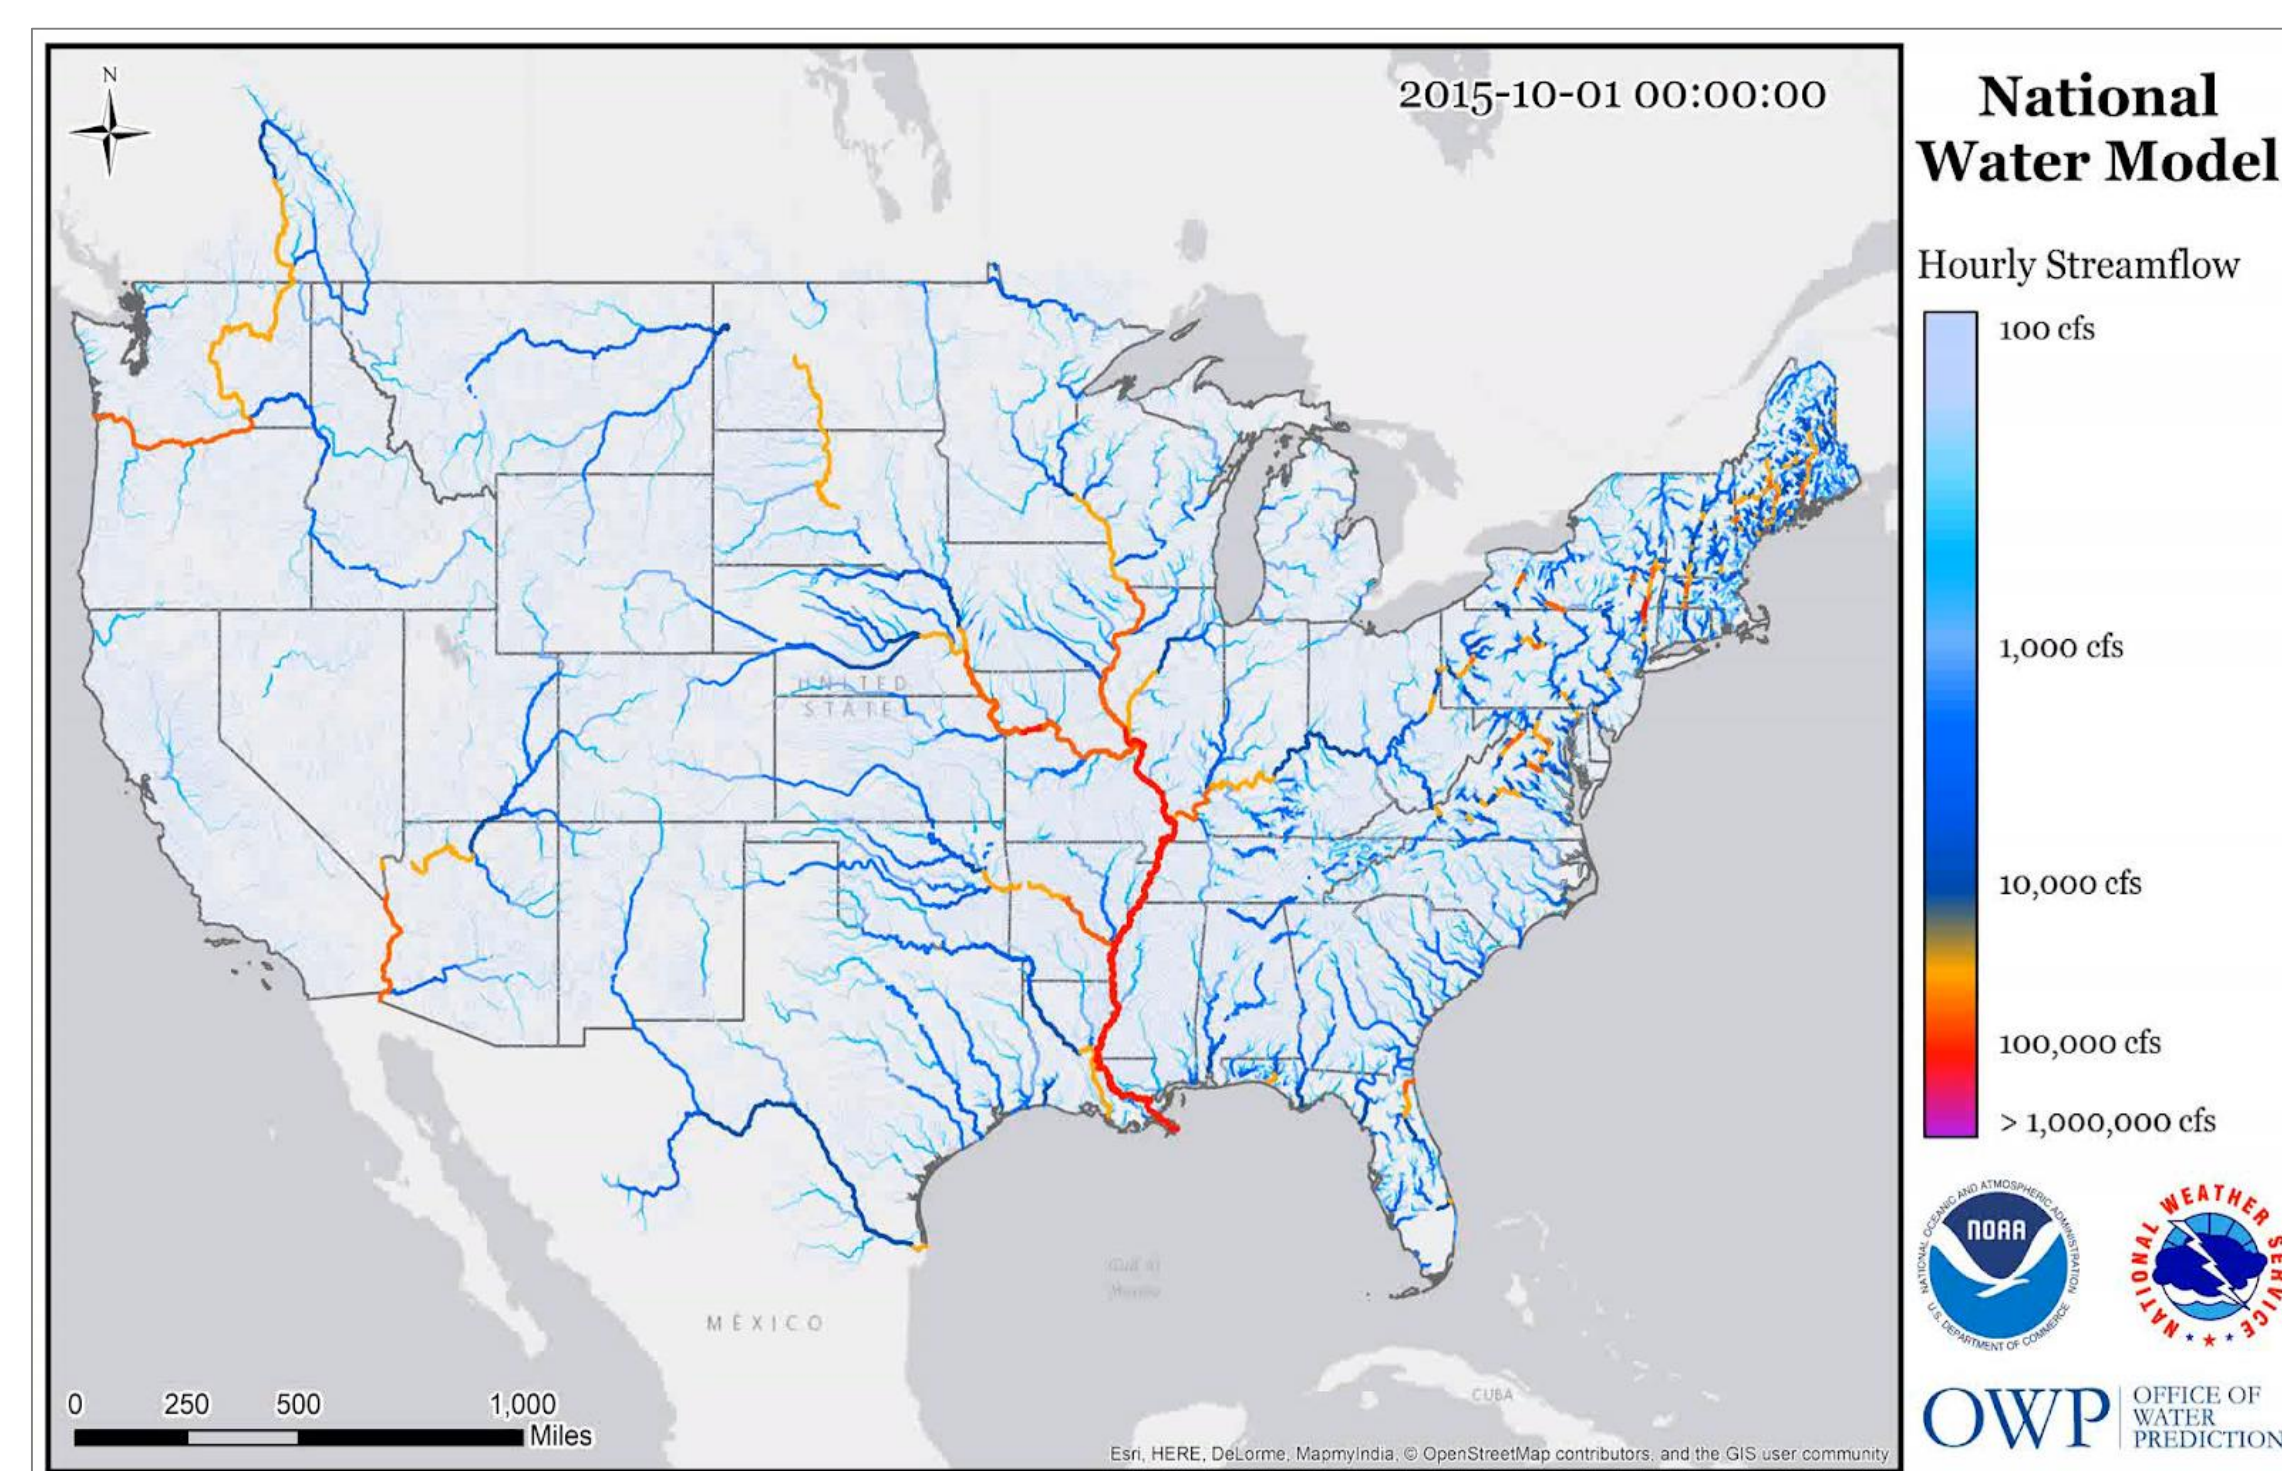 N
2015-10-01 00:00:00
National
Water Model
Hourly Streamflow
100 cfs
1,000 cfs
10,000 cfs
100,000 cfs
> 1,000,000 cfs
UNITED
STATE
MÉXICO
CUBA
Gulf of
0 250 500 1,000
Miles
Esri, HERE, DeLorme, MapmyIndia, © OpenStreetMap contributors, and the GIS user community
NATIONAL OCEANIC AND ATMOSPHERIC ADMINISTRATION
NOAA
U.S. DEPARTMENT OF COMMERCE
NATIONAL WEATHER SERVICE
OWP
OFFICE OF
WATER
PREDICTION